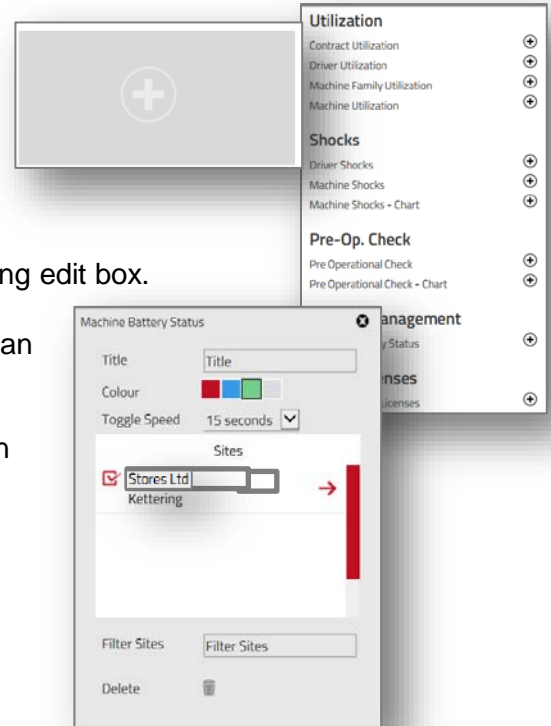 Utilization
Contract Utilization
Driver Utilization
Machine Family Utilization
Machine Utilization
Shocks
Driver Shocks
Machine Shocks
Machine Shocks - Chart
Pre-Op. Check
Pre Operational Check
Pre Operational Check - Chart
anagement
y Status
enses
Licenses
ng edit box.
an
n
Machine Battery Status
Title
Title
Colour
Toggle Speed
15 seconds
Sites
Stores Ltd
Kettering
Filter Sites
Filter Sites
Delete